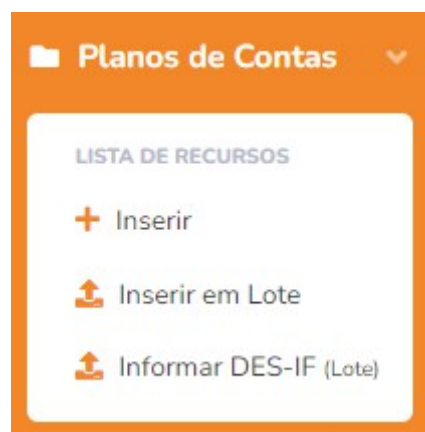 Planos de Contas
LISTA DE RECURSOS
Inserir
Inserir em Lote
Informar DES-IF (Lote)